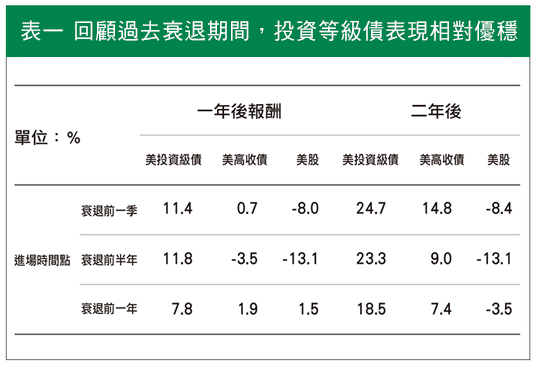 表一 回顧過去衰退期間，投資等級債表現相對優穩
單位：%
一年後報酬 二年後
美投資級債 美高收債 美股 美投資級債 美高收債 美股
進場時間點
衰退前一季 11.4 0.7 -8.0 24.7 14.8 -8.4
衰退前半年 11.8 -3.5 -13.1 23.3 9.0 -13.1
衰退前一年 7.8 1.9 1.5 18.5 7.4 -3.5